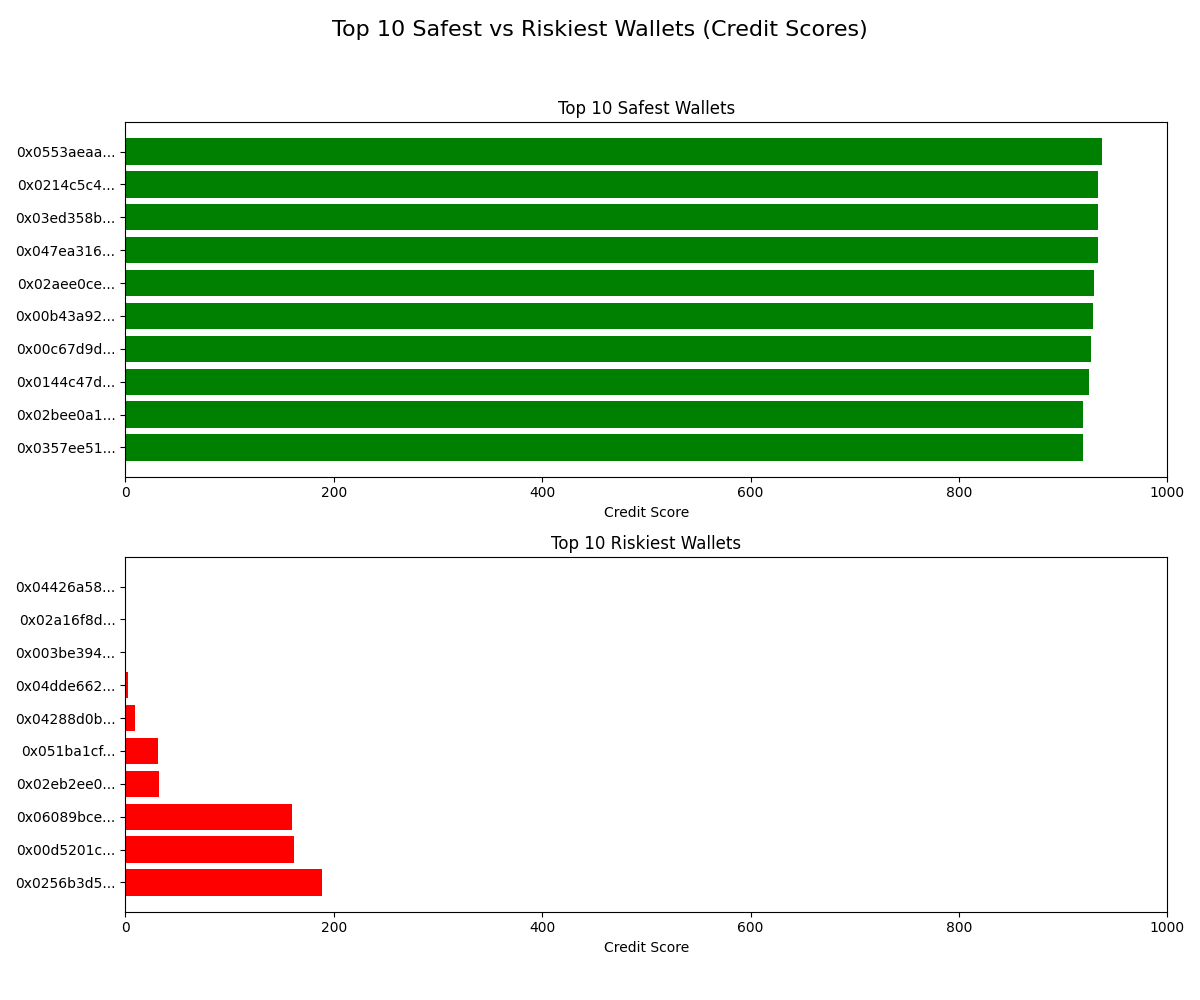 Top 10 Safest vs Riskiest Wallets (Credit Scores)
Top 10 Safest Wallets
0x0553aeaa...
0x0214c5c4...
0x03ed358b...
0x047ea316...
0x02aee0ce...
0x00b43a92...
0x00c67d9d...
0x0144c47d...
0x02bee0a1...
0x0357ee51...
0 200 400 600 800 1000
Credit Score
Top 10 Riskiest Wallets
0x04426a58...
0x02a16f8d...
0x003be394...
0x04dde662...
0x04288d0b...
0x051ba1cf...
0x02eb2ee0...
0x06089bce...
0x00d5201c...
0x0256b3d5...
0 200 400 600 800 1000
Credit Score